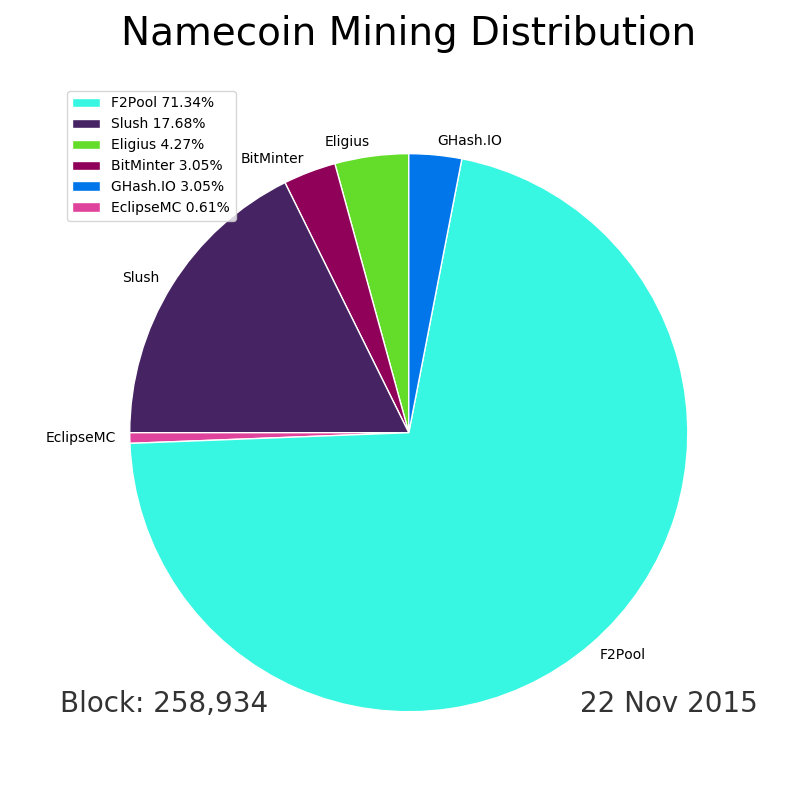 Namecoin Mining Distribution
F2Pool 71.34%
Slush 17.68%
Eligius 4.27%
BitMinter 3.05%
GHash.IO 3.05%
EclipseMC 0.61%
GHash.IO
Eligius
BitMinter
Slush
EclipseMC
F2Pool
Block: 258,934
22 Nov 2015